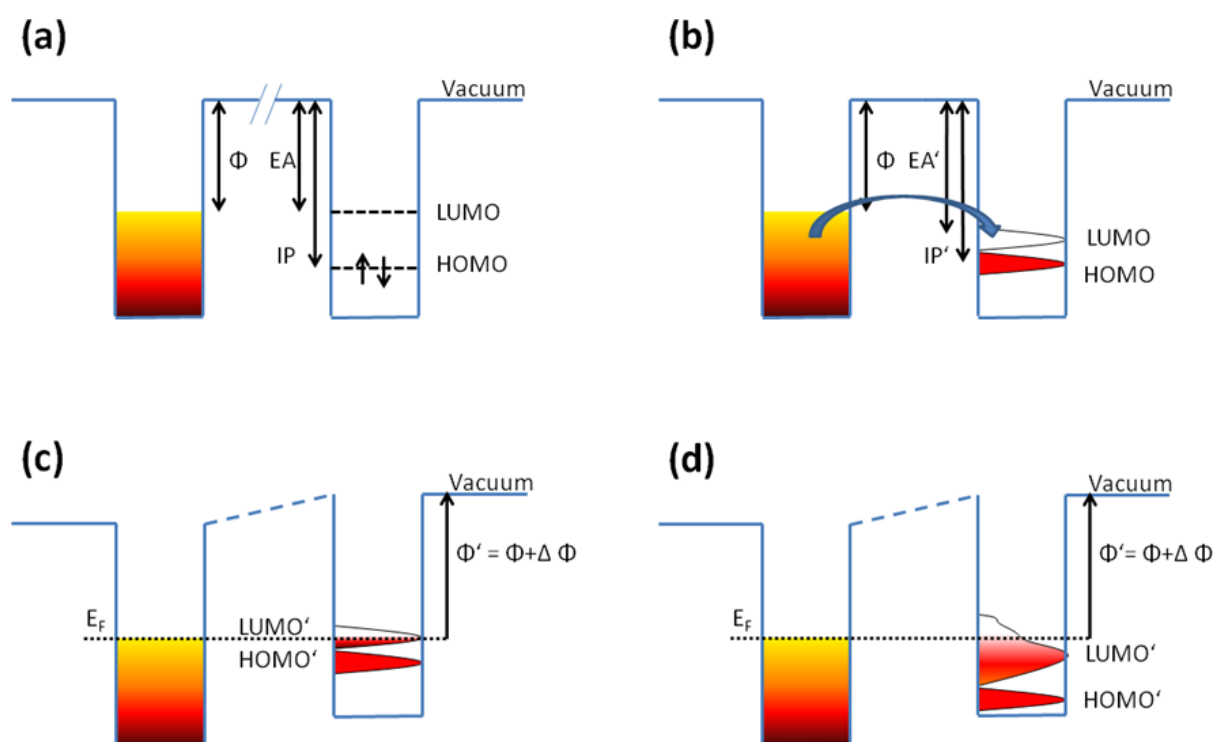 (a)
Vacuum
Φ
EA
LUMO
IP
HOMO
(b)
Vacuum
Φ
EA‘
LUMO
IP‘
HOMO
(c)
Vacuum
Φ‘ = Φ+Δ Φ
E_F
LUMO‘
HOMO‘
(d)
Vacuum
Φ‘ = Φ+Δ Φ
E_F
LUMO‘
HOMO‘